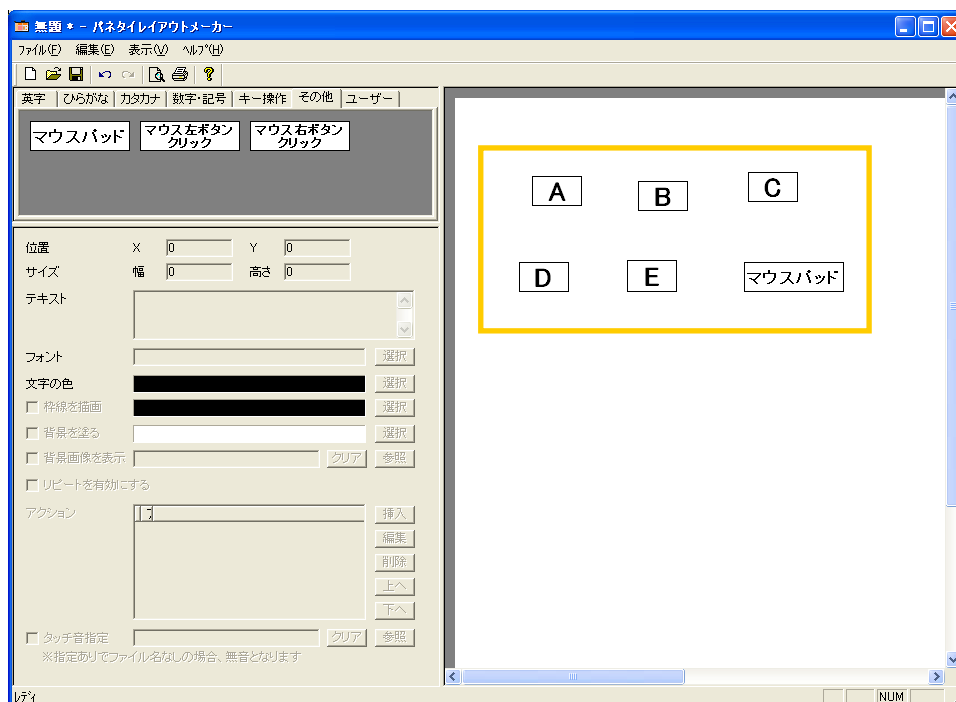 無題 * - パネタイレイアウトメーカー
ファイル(F) 編集(E) 表示(V) ヘルプ(H)
英字 ひらがな カタカナ 数字・記号 キー操作 その他 ユーザー
マウスパッド
マウス左ボタン
クリック
マウス右ボタン
クリック
位置 X 0 Y 0
サイズ 幅 0 高さ 0
テキスト
フォント 選択
文字の色 選択
枠線を描画 選択
背景を塗る 選択
背景画像を表示 クリア 参照
リピートを有効にする
アクション 挿入
編集
削除
上へ
下へ
タッチ音指定 クリア 参照
※指定ありでファイル名なしの場合、無音となります
A B C
D E マウスパッド
レディ NUM